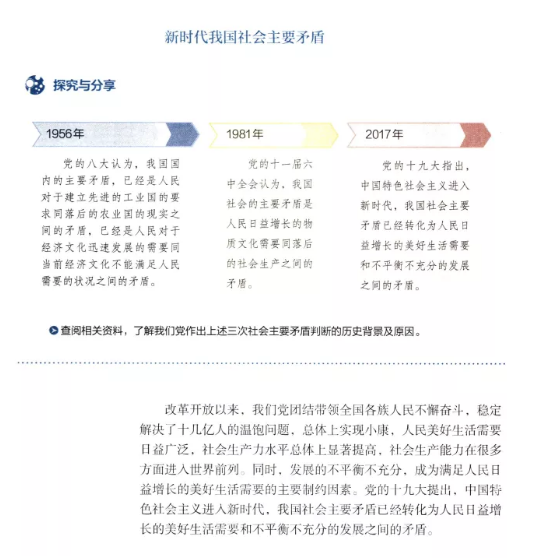 新时代我国社会主要矛盾
探究与分享
1956年
党的八大认为，我国国
内的主要矛盾，已经是人民
对于建立先进的工业国的要
求同落后的农业国的现实之
间的矛盾，已经是人民对于
经济文化迅速发展的需要同
当前经济文化不能满足人民
需要的状况之间的矛盾。
1981年
党的十一届六
中全会认为，我国
社会的主要矛盾是
人民日益增长的物
质文化需要同落后
的社会生产之间的
矛盾。
2017年
党的十九大指出，
中国特色社会主义进入
新时代，我国社会主要
矛盾已经转化为人民日
益增长的美好生活需要
和不平衡不充分的发展
之间的矛盾。
查阅相关资料，了解我们党作出上述三次社会主要矛盾判断的历史背景及原因。
改革开放以来，我们党团结带领全国各族人民不懈奋斗，稳定
解决了十几亿人的温饱问题，总体上实现小康，人民美好生活需要
日益广泛，社会生产力水平总体上显著提高，社会生产能力在很多
方面进入世界前列。同时，发展的不平衡不充分，成为满足人民日
益增长的美好生活需要的主要制约因素。党的十九大提出，中国特
色社会主义进入新时代，我国社会主要矛盾已经转化为人民日益增
长的美好生活需要和不平衡不充分的发展之间的矛盾。